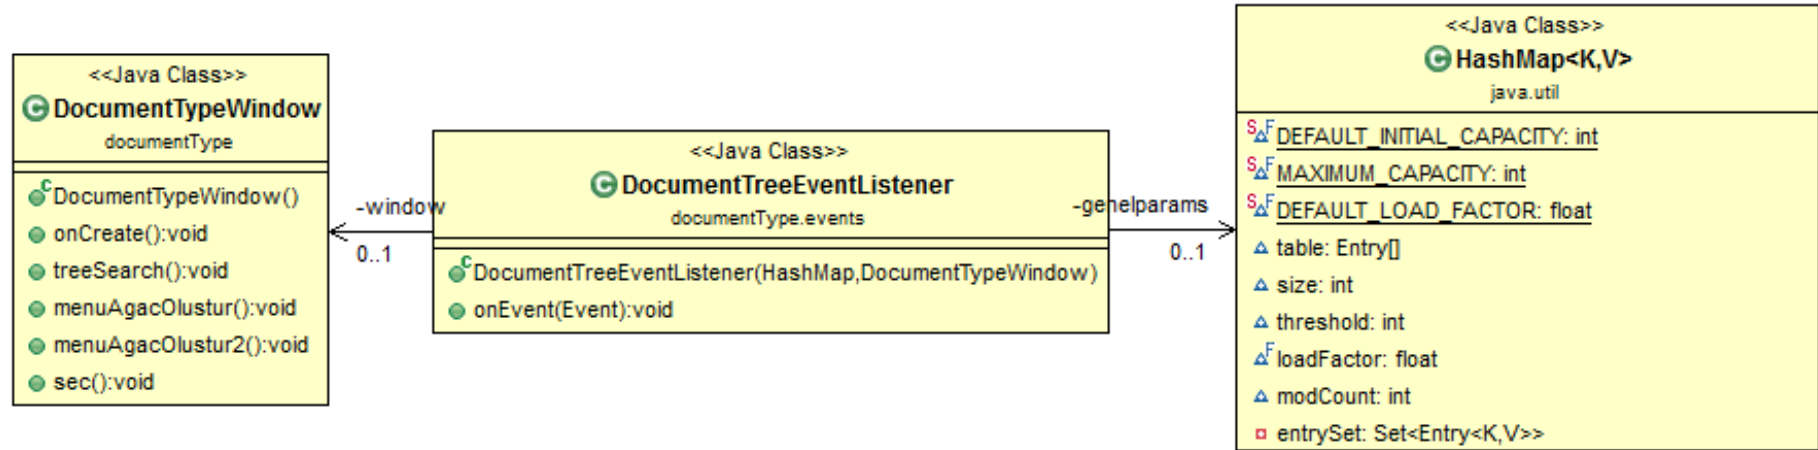 <<Java Class>>
DocumentTypeWindow
documentType
DocumentTypeWindow()
onCreate():void
treeSearch():void
menuAgacOlustur():void
menuAgacOlustur2():void
sec():void
-window
0..1
<<Java Class>>
DocumentTreeEventListener
documentType.events
DocumentTreeEventListener(HashMap,DocumentTypeWindow)
onEvent(Event):void
-genelparams
0..1
<<Java Class>>
HashMap<K,V>
java.util
DEFAULT_INITIAL_CAPACITY: int
MAXIMUM_CAPACITY: int
DEFAULT_LOAD_FACTOR: float
table: Entry[]
size: int
threshold: int
loadFactor: float
modCount: int
entrySet: Set<Entry<K,V>>